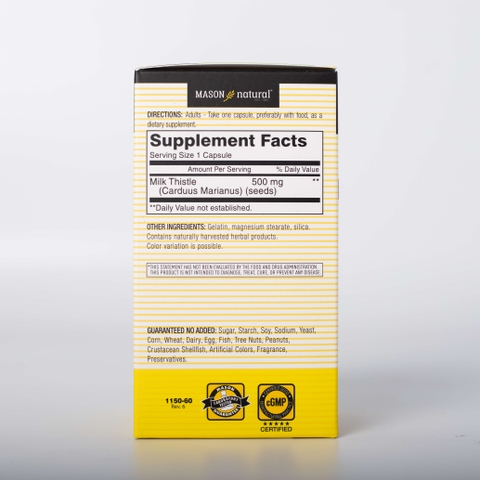 MASON natural
DIRECTIONS: Adults - Take one capsule, preferably with food, as a
dietary supplement.
Supplement Facts
Serving Size 1 Capsule
Amount Per Serving % Daily Value
Milk Thistle 500 mg **
(Carduus Marianus) (seeds)
**Daily Value not established.
OTHER INGREDIENTS: Gelatin, magnesium stearate, silica.
Contains naturally harvested herbal products.
Color variation is possible.
*THIS STATEMENT HAS NOT BEEN EVALUATED BY THE FOOD AND DRUG ADMINISTRATION.
THIS PRODUCT IS NOT INTENDED TO DIAGNOSE, TREAT, CURE, OR PREVENT ANY DISEASE.
GUARANTEED NO ADDED: Sugar, Starch, Soy, Sodium, Yeast,
Corn, Wheat, Dairy, Egg, Fish, Tree Nuts, Peanuts,
Crustacean Shellfish, Artificial Colors, Fragrance,
Preservatives.
1150-60
Rev. 6
MASON
cGMP
CERTIFIED